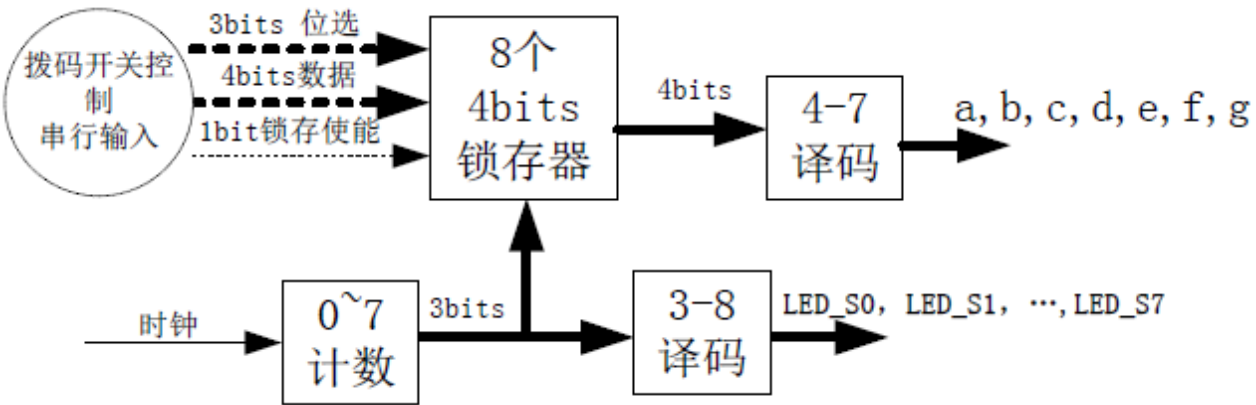 3bits 位选
拨码开关控
制
串行输入
4bits数据
1bit锁存使能
8个
4bits
锁存器
4bits
4-7
译码
a, b, c, d, e, f, g
时钟
0~7
计数
3bits
3-8
译码
LED_S0, LED_S1, …, LED_S7